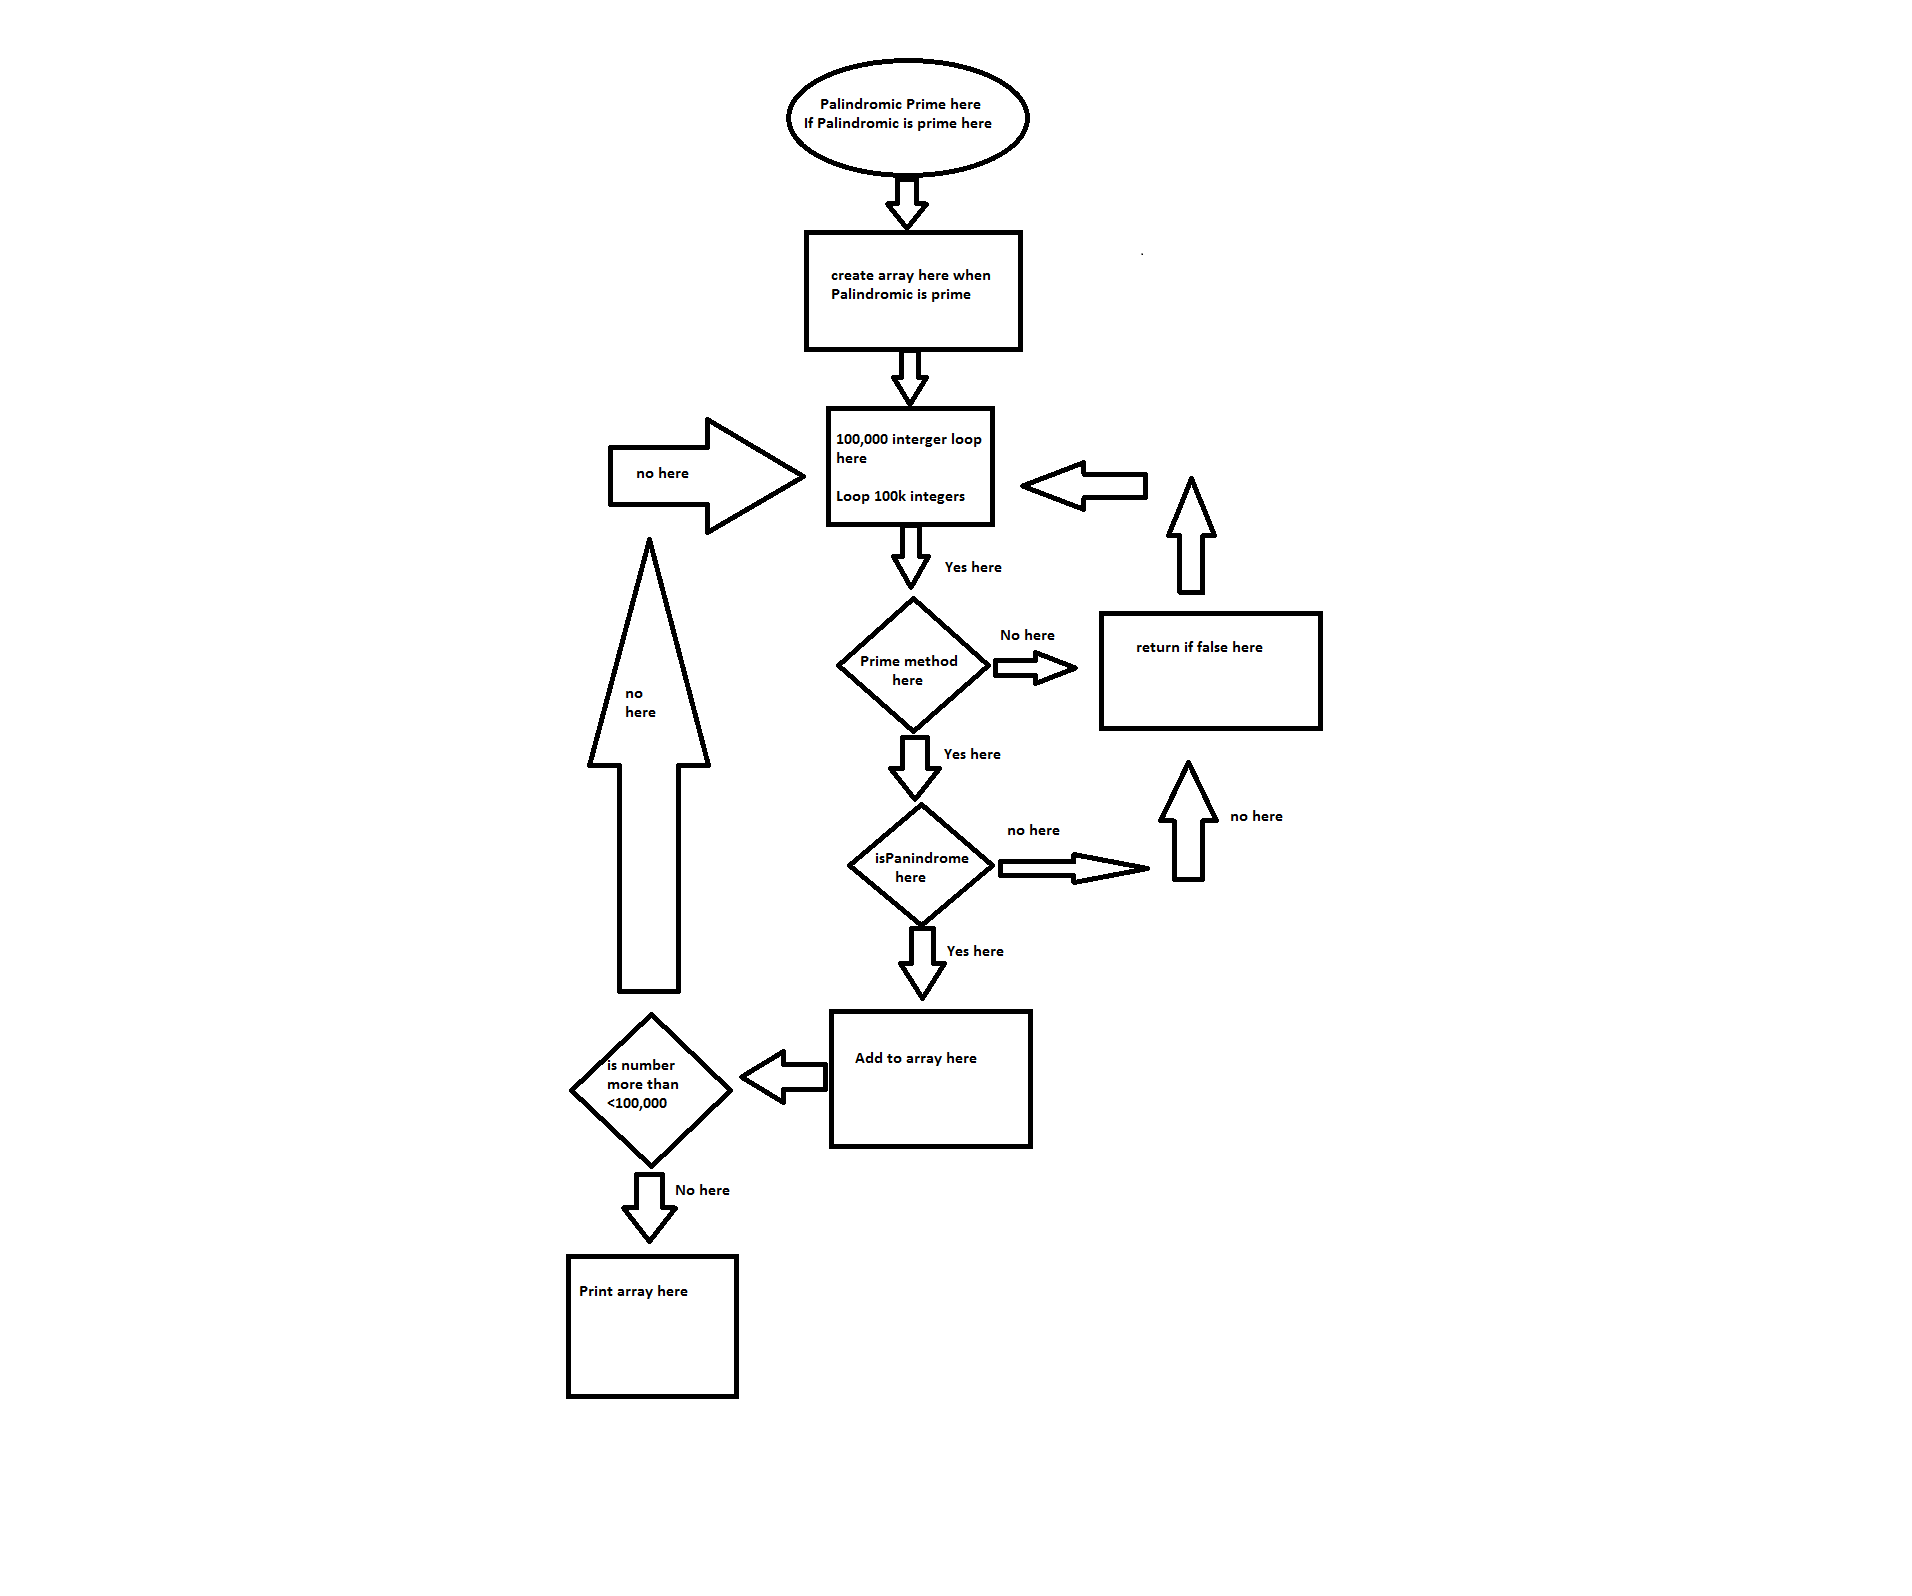 Palindromic Prime here
If Palindromic is prime here
create array here when
Palindromic is prime
100,000 interger loop
here
Loop 100k integers
no here
Yes here
Prime method
here
No here
return if false here
no
here
Yes here
isPanindrome
here
no here
no here
Yes here
Add to array here
is number
more than
<100,000
No here
Print array here